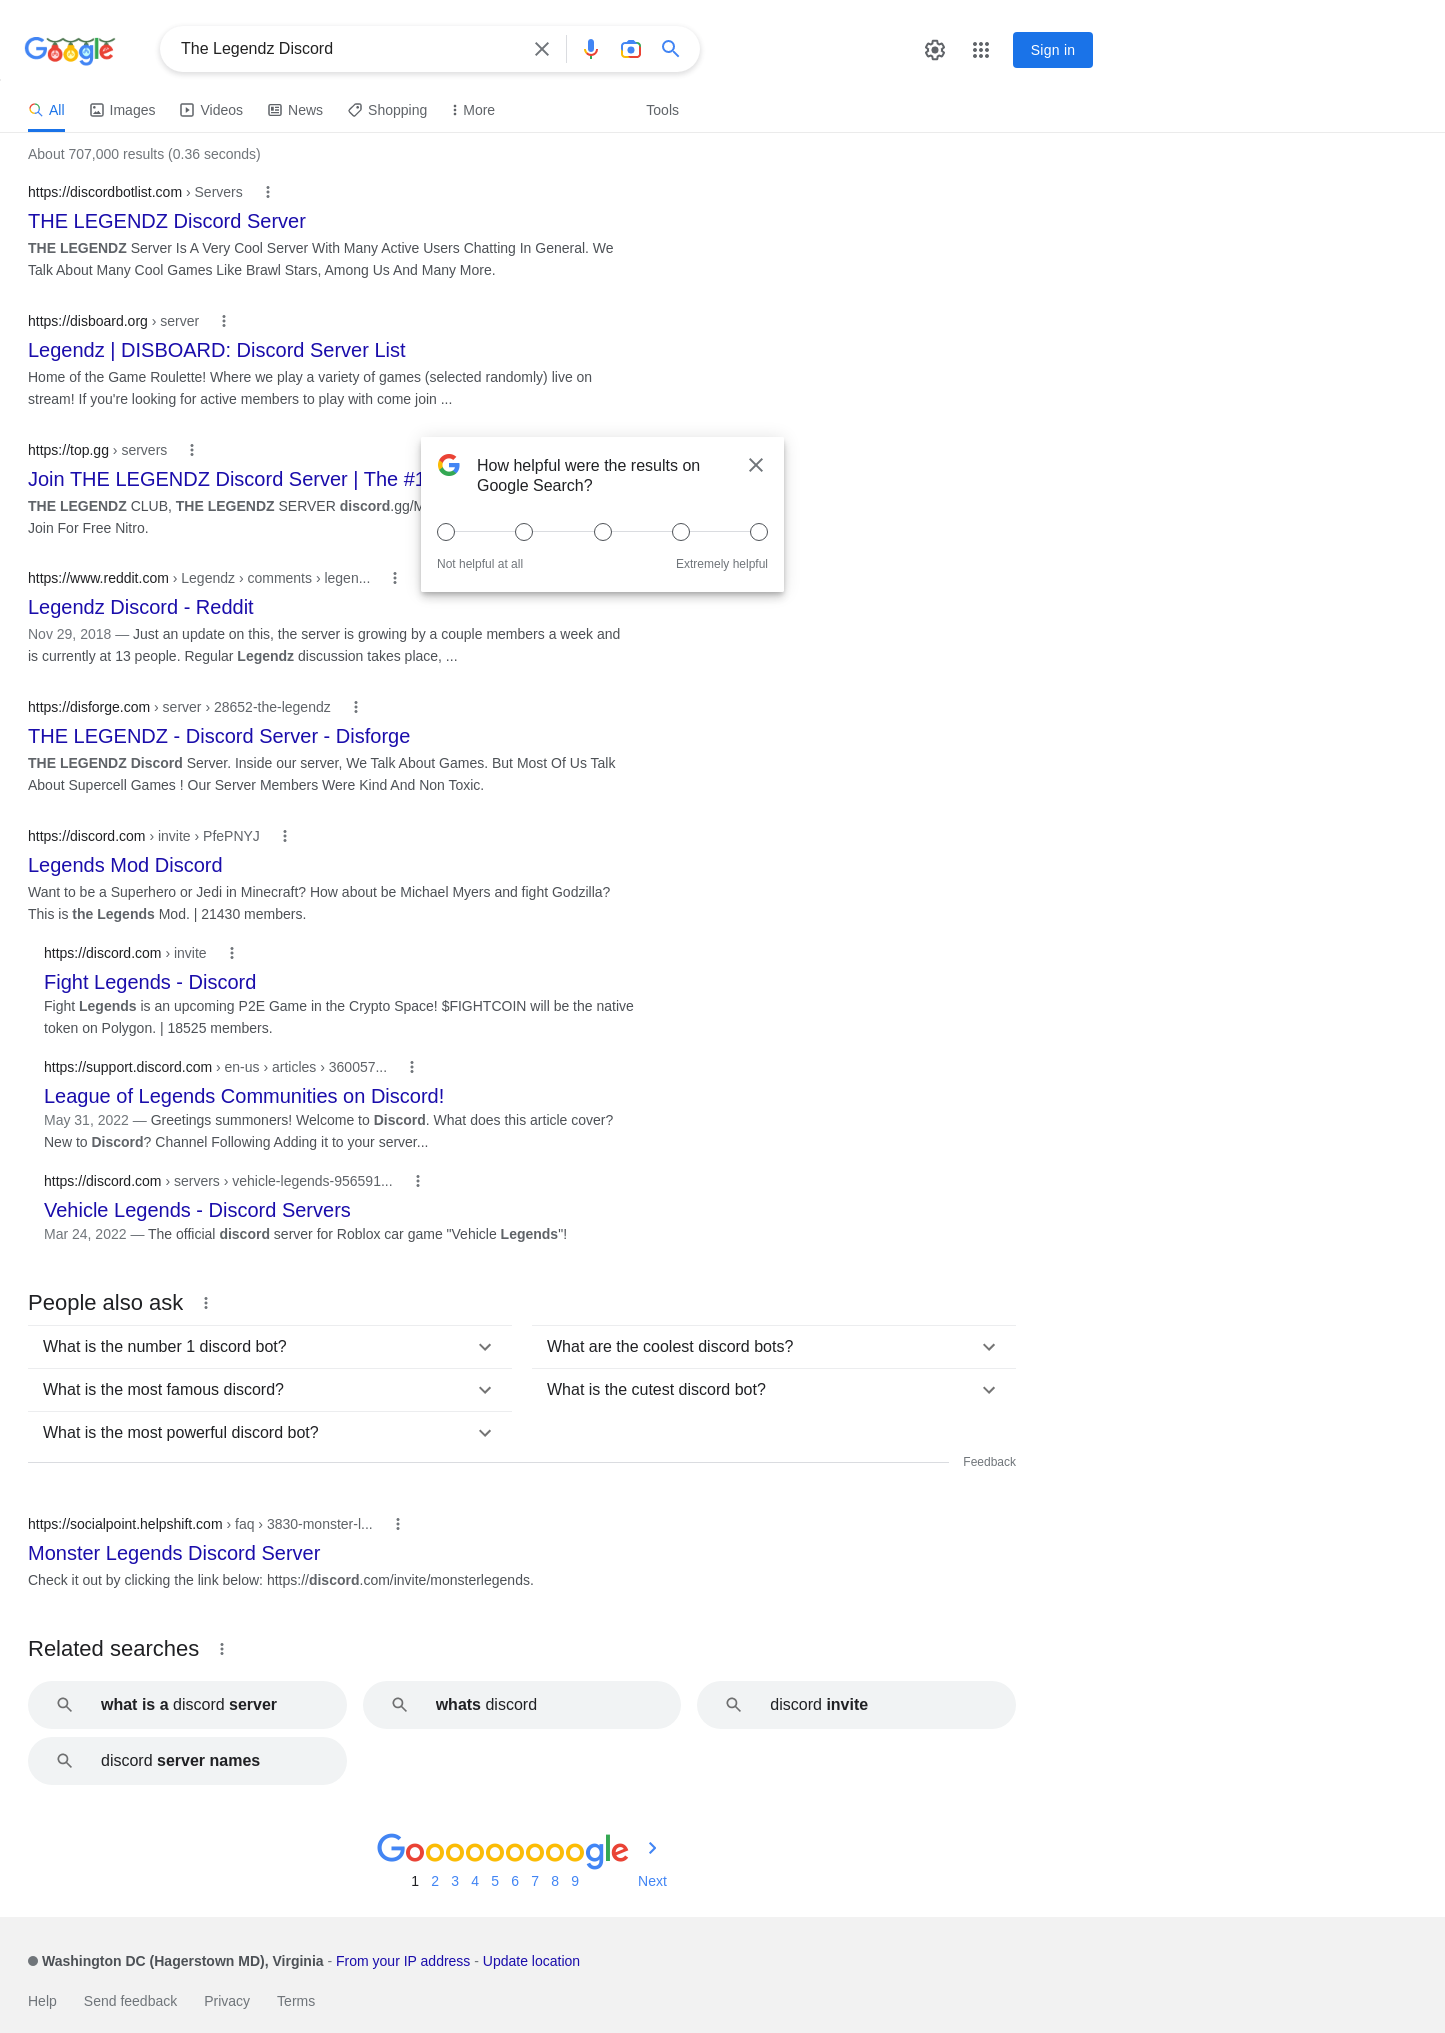 Google
The Legendz Discord
Sign in
All
Images
Videos
News
Shopping
More
Tools
About 707,000 results (0.36 seconds)
https://discordbotlist.com › Servers
THE LEGENDZ Discord Server
THE LEGENDZ Server Is A Very Cool Server With Many Active Users Chatting In General. We
Talk About Many Cool Games Like Brawl Stars, Among Us And Many More.
https://disboard.org › server
Legendz | DISBOARD: Discord Server List
Home of the Game Roulette! Where we play a variety of games (selected randomly) live on
stream! If you're looking for active members to play with come join ...
https://top.gg › servers
Join THE LEGENDZ Discord Server | The #1
THE LEGENDZ CLUB, THE LEGENDZ SERVER discord.gg/M
Join For Free Nitro.
How helpful were the results on
Google Search?
Not helpful at all
Extremely helpful
https://www.reddit.com › Legendz › comments › legen...
Legendz Discord - Reddit
Nov 29, 2018 — Just an update on this, the server is growing by a couple members a week and
is currently at 13 people. Regular Legendz discussion takes place, ...
https://disforge.com › server › 28652-the-legendz
THE LEGENDZ - Discord Server - Disforge
THE LEGENDZ Discord Server. Inside our server, We Talk About Games. But Most Of Us Talk
About Supercell Games ! Our Server Members Were Kind And Non Toxic.
https://discord.com › invite › PfePNYJ
Legends Mod Discord
Want to be a Superhero or Jedi in Minecraft? How about be Michael Myers and fight Godzilla?
This is the Legends Mod. | 21430 members.
https://discord.com › invite
Fight Legends - Discord
Fight Legends is an upcoming P2E Game in the Crypto Space! $FIGHTCOIN will be the native
token on Polygon. | 18525 members.
https://support.discord.com › en-us › articles › 360057...
League of Legends Communities on Discord!
May 31, 2022 — Greetings summoners! Welcome to Discord. What does this article cover?
New to Discord? Channel Following Adding it to your server...
https://discord.com › servers › vehicle-legends-956591...
Vehicle Legends - Discord Servers
Mar 24, 2022 — The official discord server for Roblox car game "Vehicle Legends"!
People also ask
What is the number 1 discord bot?
What is the most famous discord?
What is the most powerful discord bot?
What are the coolest discord bots?
What is the cutest discord bot?
Feedback
https://socialpoint.helpshift.com › faq › 3830-monster-l...
Monster Legends Discord Server
Check it out by clicking the link below: https://discord.com/invite/monsterlegends.
Related searches
what is a discord server
whats discord
discord invite
discord server names
Goooooooooogle
1 2 3 4 5 6 7 8 9 Next
Washington DC (Hagerstown MD), Virginia - From your IP address - Update location
Help Send feedback Privacy Terms